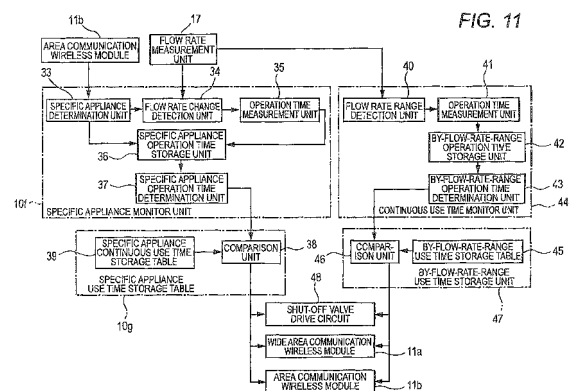 FIG. 11
11b
AREA COMMUNICATION
WIRELESS MODULE
17
FLOW RATE
MEASUREMENT
UNIT
33
SPECIFIC APPLIANCE
DETERMINATION UNIT
34
FLOW RATE CHANGE
DETECTION UNIT
35
OPERATION TIME
MEASUREMENT UNIT
36
SPECIFIC APPLIANCE
OPERATION TIME
STORAGE UNIT
37
SPECIFIC APPLIANCE
OPERATION TIME
DETERMINATION UNIT
10f
SPECIFIC APPLIANCE MONITOR UNIT
40
FLOW RATE RANGE
DETECTION UNIT
41
OPERATION TIME
MEASUREMENT UNIT
BY-FLOW-RATE-RANGE
OPERATION TIME
STORAGE UNIT
42
BY-FLOW-RATE-RANGE
OPERATION TIME
DETERMINATION UNIT
43
CONTINUOUS USE TIME MONITOR UNIT
44
39
SPECIFIC APPLIANCE
CONTINUOUS USE TIME
STORAGE TABLE
COMPARISON
UNIT
38
SPECIFIC APPLIANCE
USE TIME STORAGE TABLE
10g
46
COMPAR-
ISON UNIT
BY-FLOW-RATE-RANGE
USE TIME STORAGE TABLE
45
BY-FLOW-RATE-RANGE
USE TIME STORAGE UNIT
47
48
SHUT-OFF VALVE
DRIVE CIRCUIT
WIDE AREA COMMUNICATION
WIRELESS MODULE
11a
AREA COMMUNICATION
WIRELESS MODULE
11b